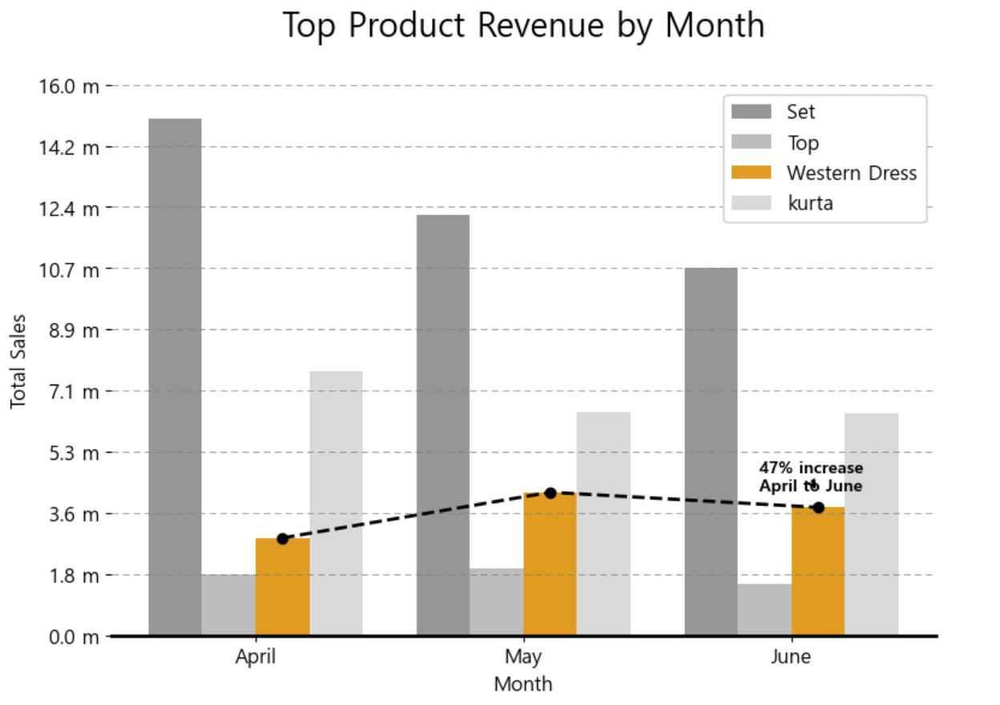 Top Product Revenue by Month
16.0 m
14.2 m
12.4 m
10.7 m
8.9 m
7.1 m
5.3 m
3.6 m
1.8 m
0.0 m
Total Sales
Set
Top
Western Dress
kurta
47% increase
April to June
April
May
June
Month